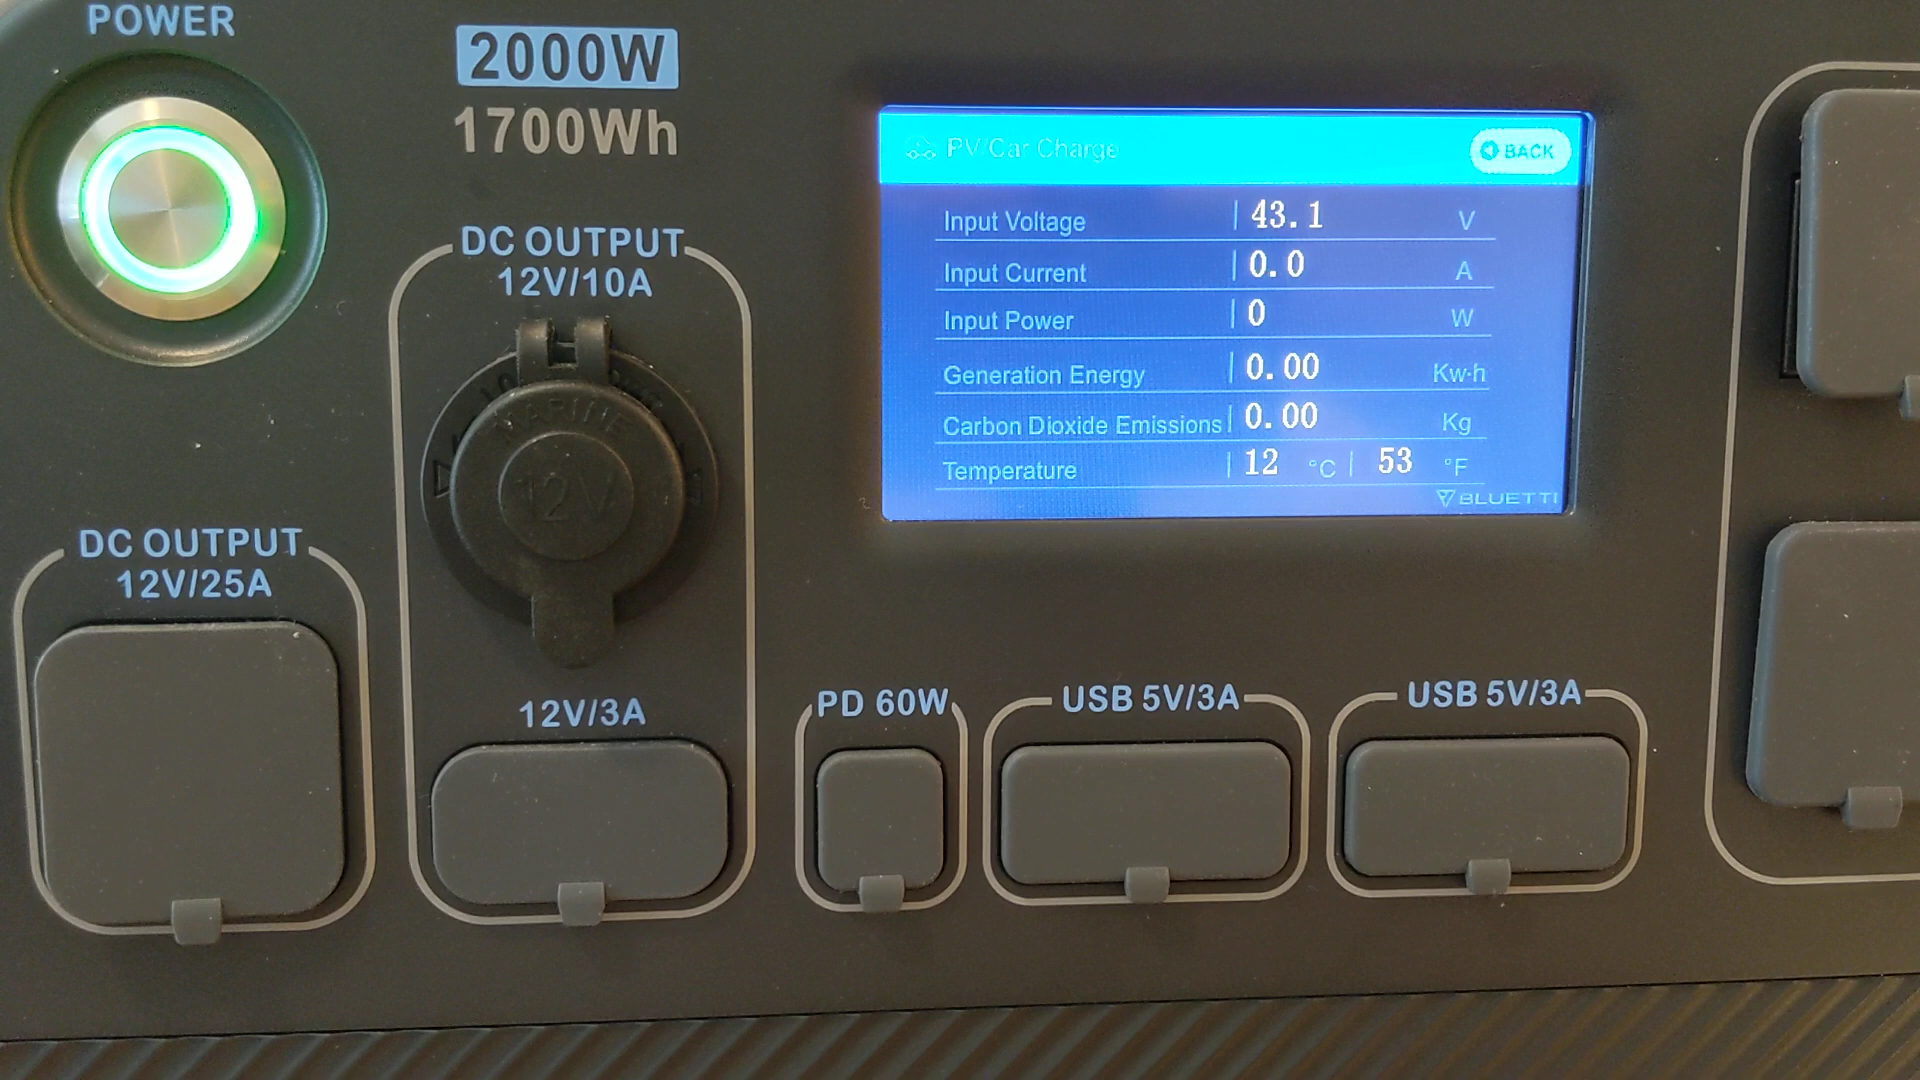 POWER
2000W
1700Wh
DC OUTPUT
12V/10A
MARINE
12V
12V/3A
DC OUTPUT
12V/25A
PV/Car Charge
BACK
Input Voltage | 43.1 V
Input Current | 0.0 A
Input Power | 0 W
Generation Energy | 0.00 Kw·h
Carbon Dioxide Emissions | 0.00 Kg
Temperature | 12 °C | 53 °F
BLUETTI
PD 60W
USB 5V/3A
USB 5V/3A